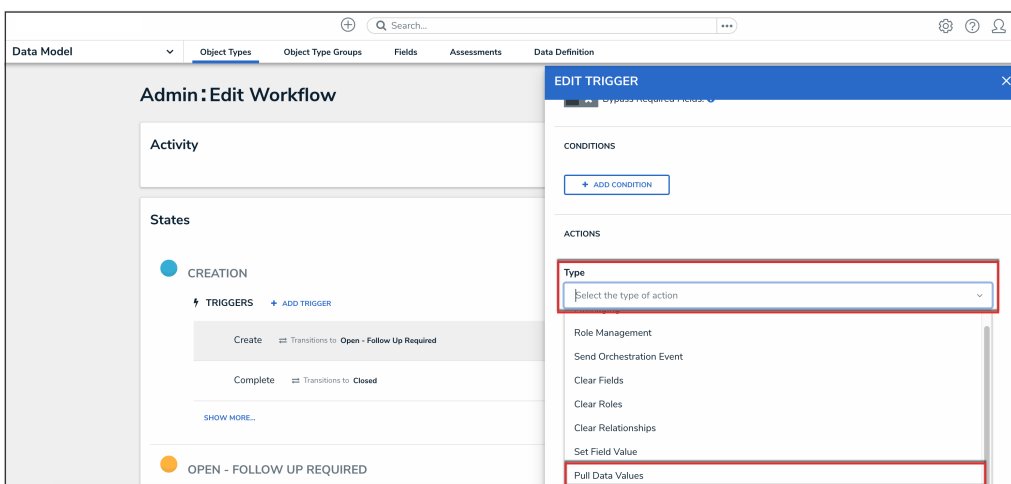 Search...
Data Model
Object Types
Object Type Groups
Fields
Assessments
Data Definition
Admin:Edit Workflow
Activity
States
CREATION
TRIGGERS + ADD TRIGGER
Create Transitions to Open - Follow Up Required
Complete Transitions to Closed
SHOW MORE...
OPEN - FOLLOW UP REQUIRED
EDIT TRIGGER
Bypass Required Fields.
CONDITIONS
+ ADD CONDITION
ACTIONS
Type
Select the type of action
Role Management
Send Orchestration Event
Clear Fields
Clear Roles
Clear Relationships
Set Field Value
Pull Data Values